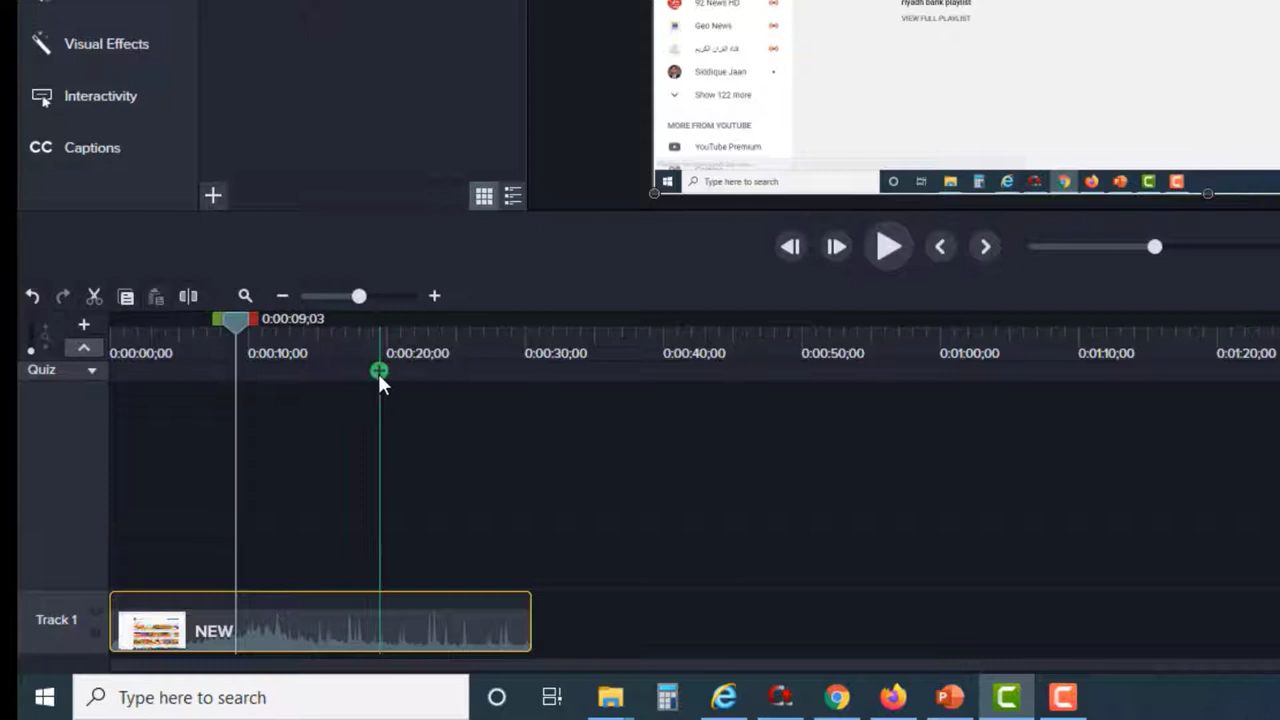 92 News HD
riyadh bank playlist
VIEW FULL PLAYLIST
Visual Effects
Geo News
قناة القران الكريم
Siddique Jaan
Interactivity
Show 122 more
MORE FROM YOUTUBE
CC Captions
YouTube Premium
Type here to search
0:00:09;03
0:00:00;00
0:00:10;00
0:00:20;00
0:00:30;00
0:00:40;00
0:00:50;00
0:01:00;00
0:01:10;00
0:01:20;00
Quiz
Track 1
NEW
Type here to search